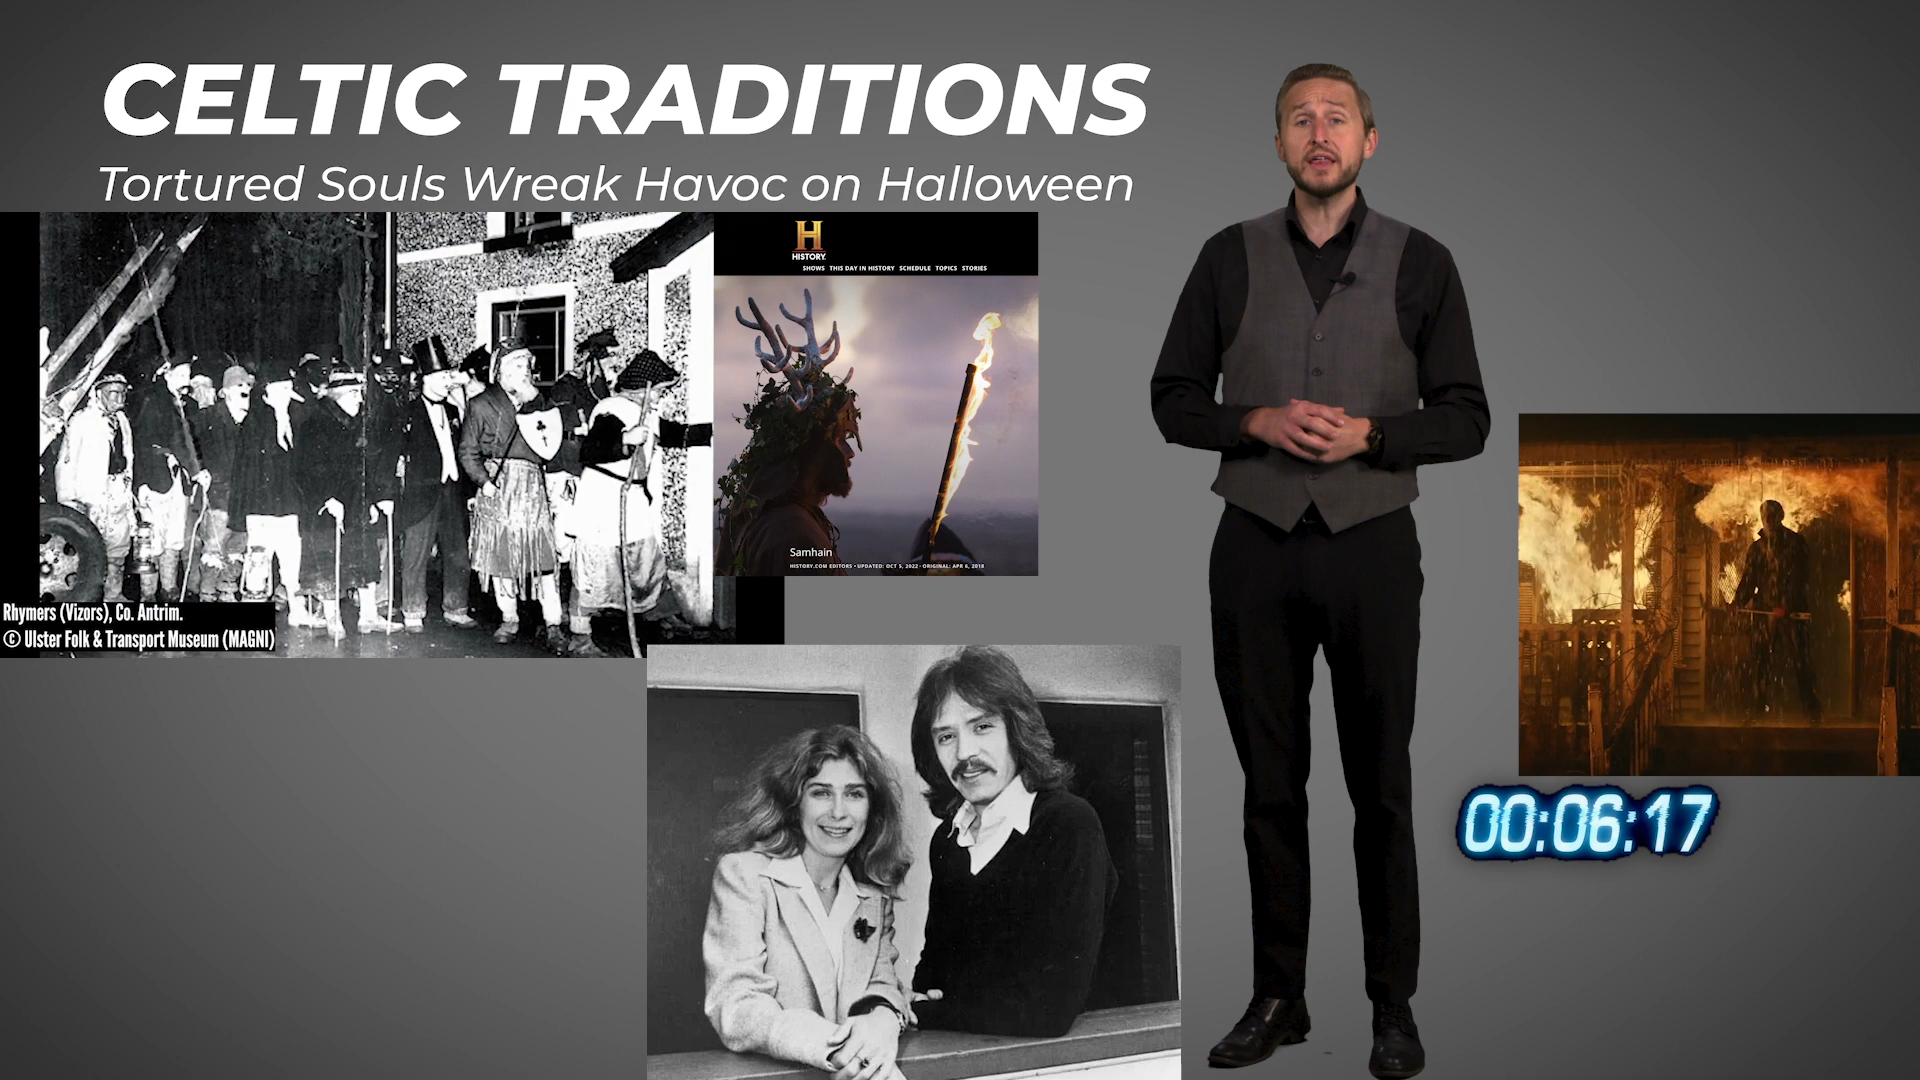 CELTIC TRADITIONS
Tortured Souls Wreak Havoc on Halloween
H
HISTORY.
SHOWS THIS DAY IN HISTORY SCHEDULE TOPICS STORIES
Samhain
HISTORY.COM EDITORS • UPDATED: OCT 5, 2022 • ORIGINAL: APR 6, 2018
Rhymers (Vizors), Co. Antrim.
© Ulster Folk & Transport Museum (MAGNI)
00:06:17